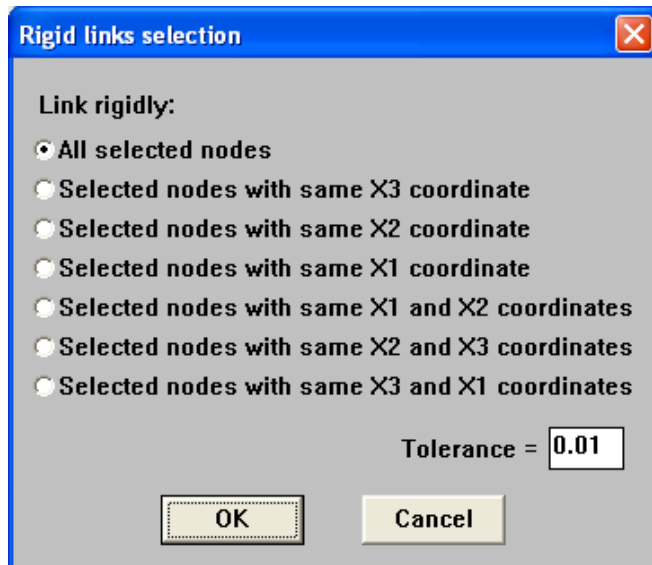 Rigid links selection
Link rigidly:
All selected nodes
Selected nodes with same X3 coordinate
Selected nodes with same X2 coordinate
Selected nodes with same X1 coordinate
Selected nodes with same X1 and X2 coordinates
Selected nodes with same X2 and X3 coordinates
Selected nodes with same X3 and X1 coordinates
Tolerance = 0.01
OK Cancel